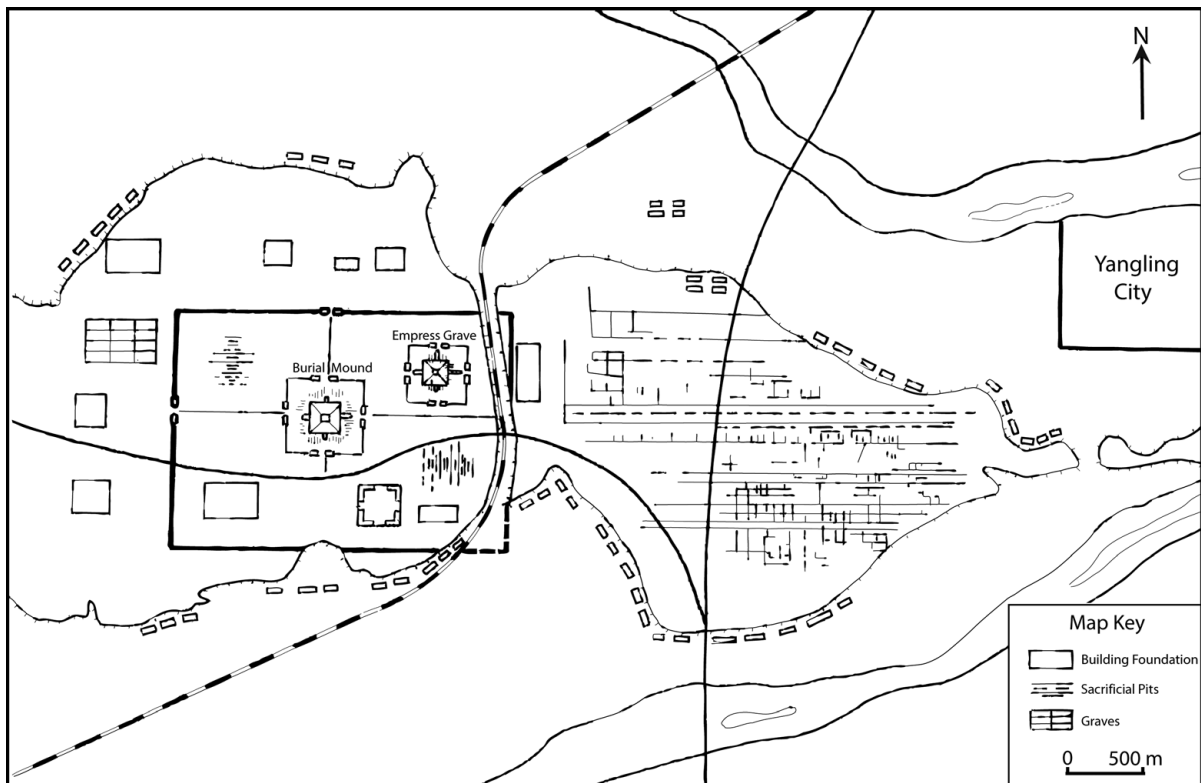 N
Yangling
City
Empress Grave
Burial Mound
Map Key
Building Foundation
Sacrificial Pits
Graves
0 500 m